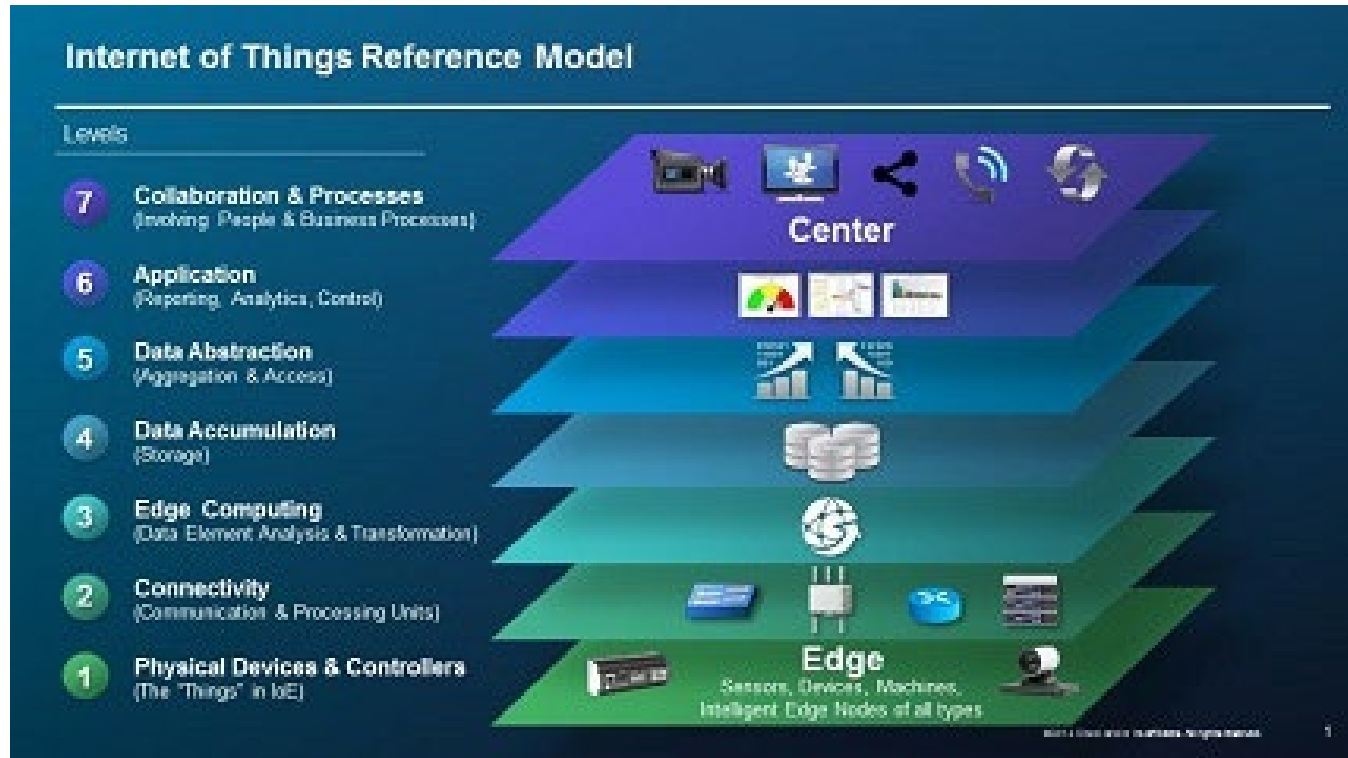 Internet of Things Reference Model
Levels
7
Collaboration & Processes
(Involving People & Business Processes)
Center
6
Application
(Reporting, Analytics, Control)
5
Data Abstraction
(Aggregation & Access)
4
Data Accumulation
(Storage)
3
Edge Computing
(Data Element Analysis & Transformation)
2
Connectivity
(Communication & Processing Units)
1
Physical Devices & Controllers
(The "Things" in IoE)
Edge
Sensors, Devices, Machines,
Intelligent Edge Nodes of all types
All rights reserved.
1